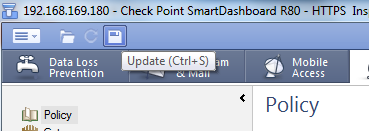 192.168.169.180 - Check Point SmartDashboard R80 - HTTPS Ins
Update (Ctrl+S)
Data Loss
Prevention
& Mail
Mobile
Access
Policy
Policy